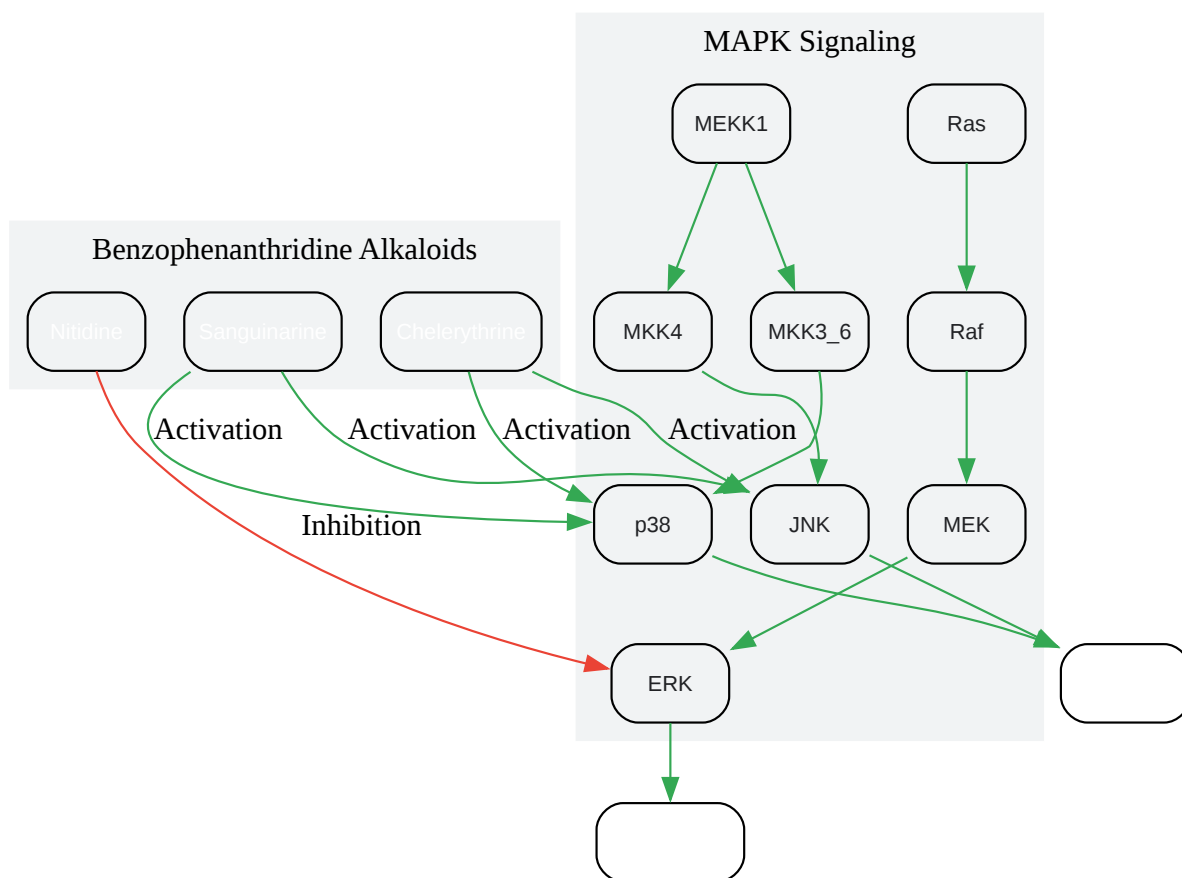 MAPK Signaling
MEKK1
Ras
Benzophenanthridine Alkaloids
Nitidine
Sanguinarine
Chelerythrine
MKK4
MKK3_6
Raf
Activation
Activation
Activation
Activation
Inhibition
p38
JNK
MEK
ERK